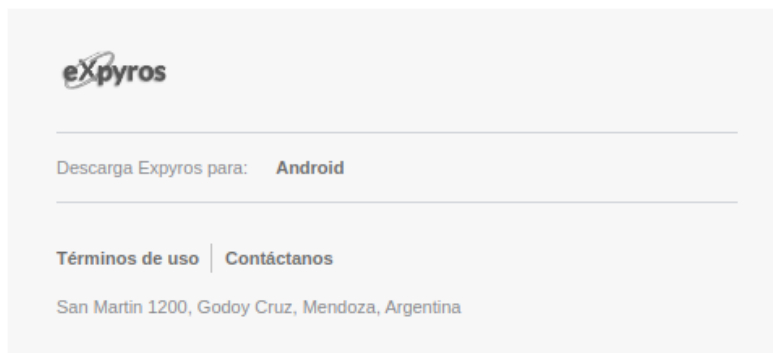 eXpyros
Descarga Expyros para: Android
Términos de uso Contáctanos
San Martin 1200, Godoy Cruz, Mendoza, Argentina